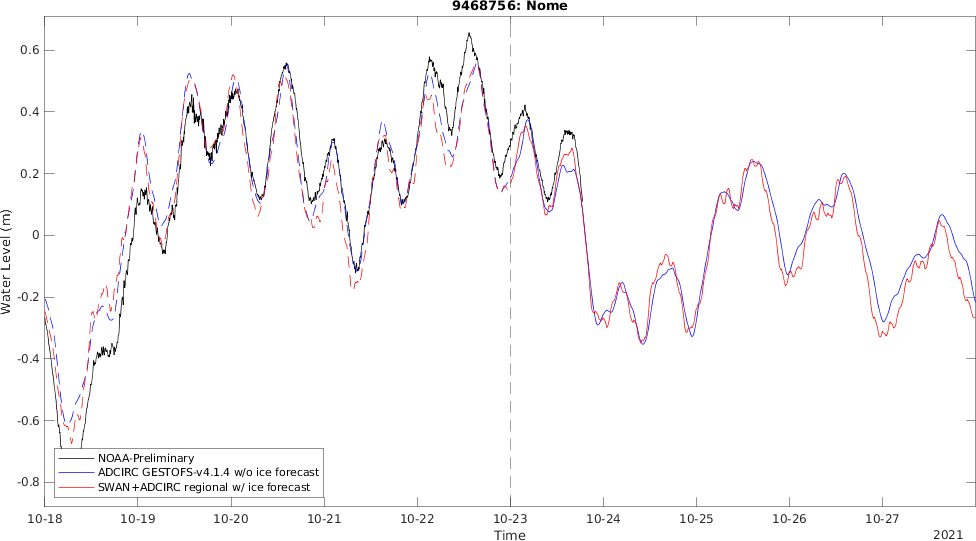 9468756: Nome
0.6
0.4
0.2
0
-0.2
-0.4
-0.6
-0.8
Water Level (m)
NOAA-Preliminary
ADCIRC GESTOFS-v4.1.4 w/o ice forecast
SWAN+ADCIRC regional w/ ice forecast
10-18 10-19 10-20 10-21 10-22 10-23 10-24 10-25 10-26 10-27
Time
2021